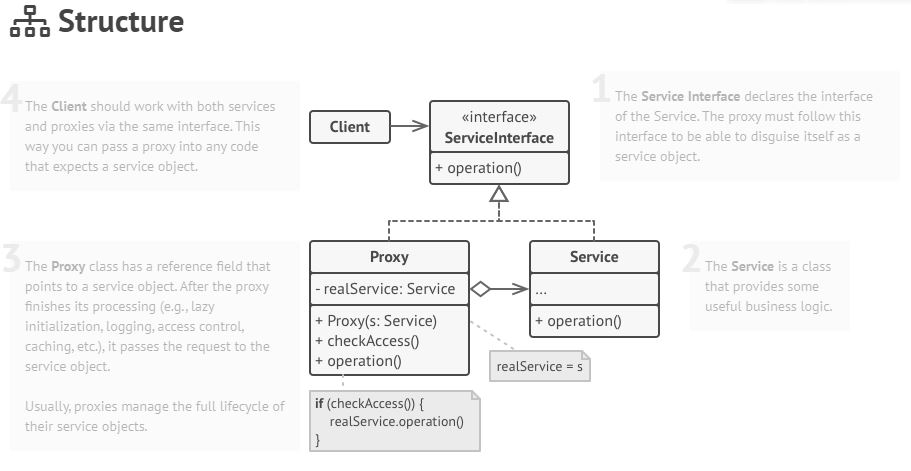 Structure
4
The Client should work with both services
and proxies via the same interface. This
way you can pass a proxy into any code
that expects a service object.
Client
«interface»
ServiceInterface
+ operation()
1
The Service Interface declares the interface
of the Service. The proxy must follow this
interface to be able to disguise itself as a
service object.
3
The Proxy class has a reference field that
points to a service object. After the proxy
finishes its processing (e.g., lazy
initialization, logging, access control,
caching, etc.), it passes the request to the
service object.
Usually, proxies manage the full lifecycle of
their service objects.
Proxy
- realService: Service
+ Proxy(s: Service)
+ checkAccess()
+ operation()
Service
...
+ operation()
2
The Service is a class
that provides some
useful business logic.
realService = s
if (checkAccess()) {
realService.operation()
}